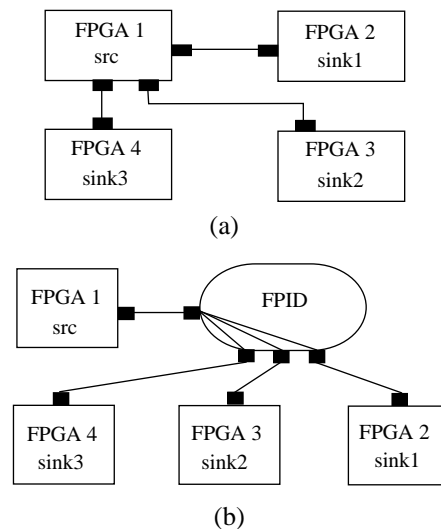 FPGA 1
src
FPGA 2
sink1
FPGA 4
sink3
FPGA 3
sink2
(a)
FPGA 1
src
FPID
FPGA 4
sink3
FPGA 3
sink2
FPGA 2
sink1
(b)